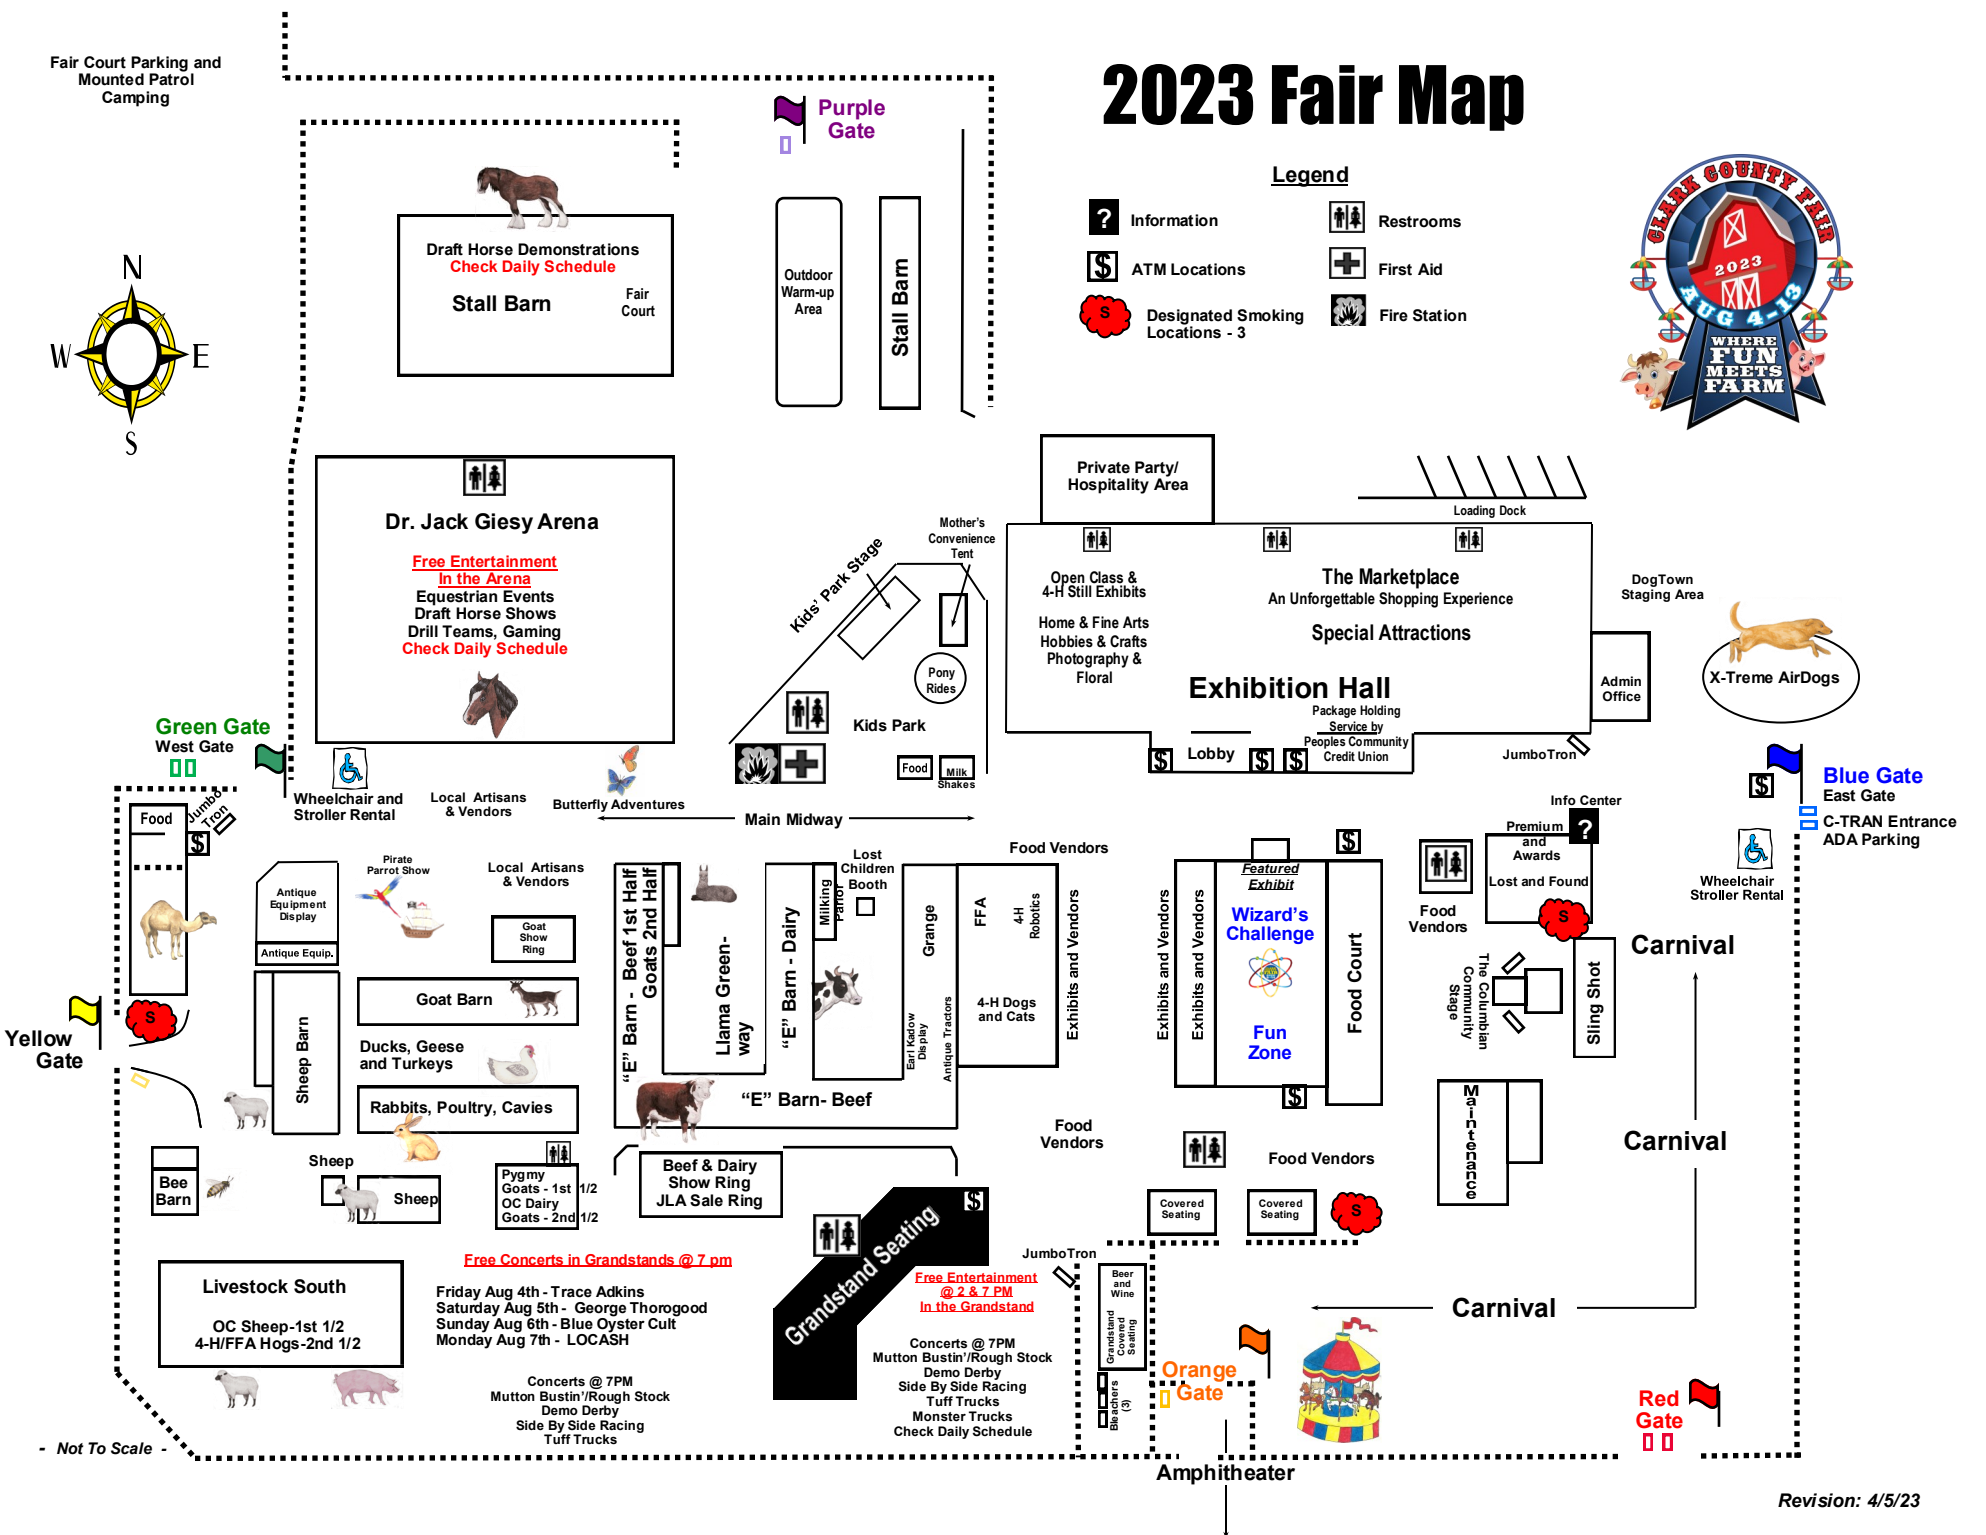 Fair Court Parking and
Mounted Patrol
Camping
Purple
Gate
2023 Fair Map
Legend
? Information
Restrooms
$ ATM Locations
First Aid
S Designated Smoking
Locations - 3
Fire Station
CLARK COUNTY FAIR
2023
AUG 4-13
WHERE
FUN
MEETS
FARM
N
W E
S
Draft Horse Demonstrations
Check Daily Schedule
Stall Barn
Fair
Court
Outdoor
Warm-up
Area
Stall Barn
Private Party/
Hospitality Area
Loading Dock
Dr. Jack Giesy Arena
Free Entertainment
In the Arena
Equestrian Events
Draft Horse Shows
Drill Teams, Gaming
Check Daily Schedule
Kids' Park Stage
Mother's
Convenience
Tent
Pony
Rides
Kids Park
Food
Milk
Shakes
Open Class &
4-H Still Exhibits
Home & Fine Arts
Hobbies & Crafts
Photography &
Floral
The Marketplace
An Unforgettable Shopping Experience
Special Attractions
Exhibition Hall
Package Holding
Service by
Peoples Community
Credit Union
$
Lobby
$
$
Admin
Office
DogTown
Staging Area
X-Treme AirDogs
JumboTron
Green Gate
West Gate
Wheelchair and
Stroller Rental
Local Artisans
& Vendors
Butterfly Adventures
Main Midway
Blue Gate
East Gate
C-TRAN Entrance
ADA Parking
$
Wheelchair
Stroller Rental
Info Center
?
Premium
and
Awards
Lost and Found
S
Food
Jumbo
Tron
$
Antique
Equipment
Display
Antique Equip.
Pirate
Parrot Show
Local Artisans
& Vendors
Goat
Show
Ring
Goat Barn
Ducks, Geese
and Turkeys
Rabbits, Poultry, Cavies
Sheep Barn
Yellow
Gate
S
Bee
Barn
Sheep
Sheep
Pygmy
Goats - 1st 1/2
OC Dairy
Goats - 2nd 1/2
"E" Barn - Beef 1st Half
Goats 2nd Half
Llama Green-
way
"E" Barn - Dairy
Milking
Parlor
Lost
Children
Booth
Grange
Earl Kadow
Display
Antique Tractors
"E" Barn- Beef
FFA
4-H
Robotics
4-H Dogs
and Cats
Food Vendors
Exhibits and Vendors
Exhibits and Vendors
Exhibits and Vendors
Featured
Exhibit
Wizard's
Challenge
Fun
Zone
$
Food Court
$
Food
Vendors
The Columbian
Community
Stage
Sling Shot
Carnival
Carnival
Maintenance
Food
Vendors
Food Vendors
Covered
Seating
Covered
Seating
S
Beef & Dairy
Show Ring
JLA Sale Ring
$
Grandstand Seating
Livestock South
OC Sheep-1st 1/2
4-H/FFA Hogs-2nd 1/2
Free Concerts in Grandstands @ 7 pm
Friday Aug 4th - Trace Adkins
Saturday Aug 5th - George Thorogood
Sunday Aug 6th - Blue Oyster Cult
Monday Aug 7th - LOCASH
Concerts @ 7PM
Mutton Bustin'/Rough Stock
Demo Derby
Side By Side Racing
Tuff Trucks
Free Entertainment
@ 2 & 7 PM
In the Grandstand
Concerts @ 7PM
Mutton Bustin'/Rough Stock
Demo Derby
Side By Side Racing
Tuff Trucks
Monster Trucks
Check Daily Schedule
JumboTron
Beer
and
Wine
Grandstand
Covered
Seating
Bleachers
(3)
Orange
Gate
Carnival
Red
Gate
Amphitheater
- Not To Scale -
Revision: 4/5/23